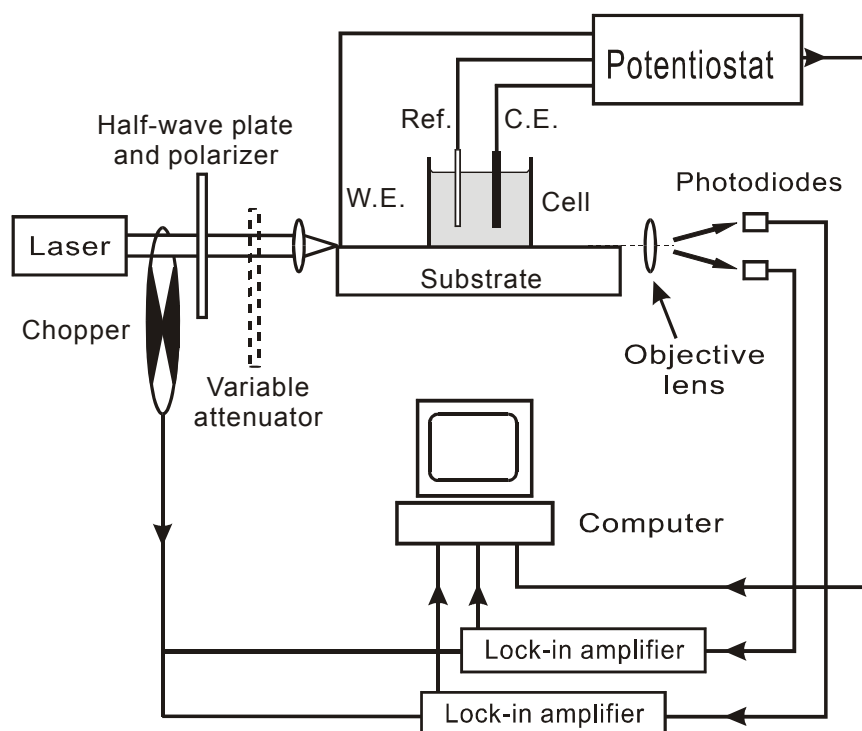 Potentiostat
Ref.
C.E.
Half-wave plate
and polarizer
W.E.
Cell
Photodiodes
Laser
Substrate
Chopper
Variable
attenuator
Objective
lens
Computer
Lock-in amplifier
Lock-in amplifier